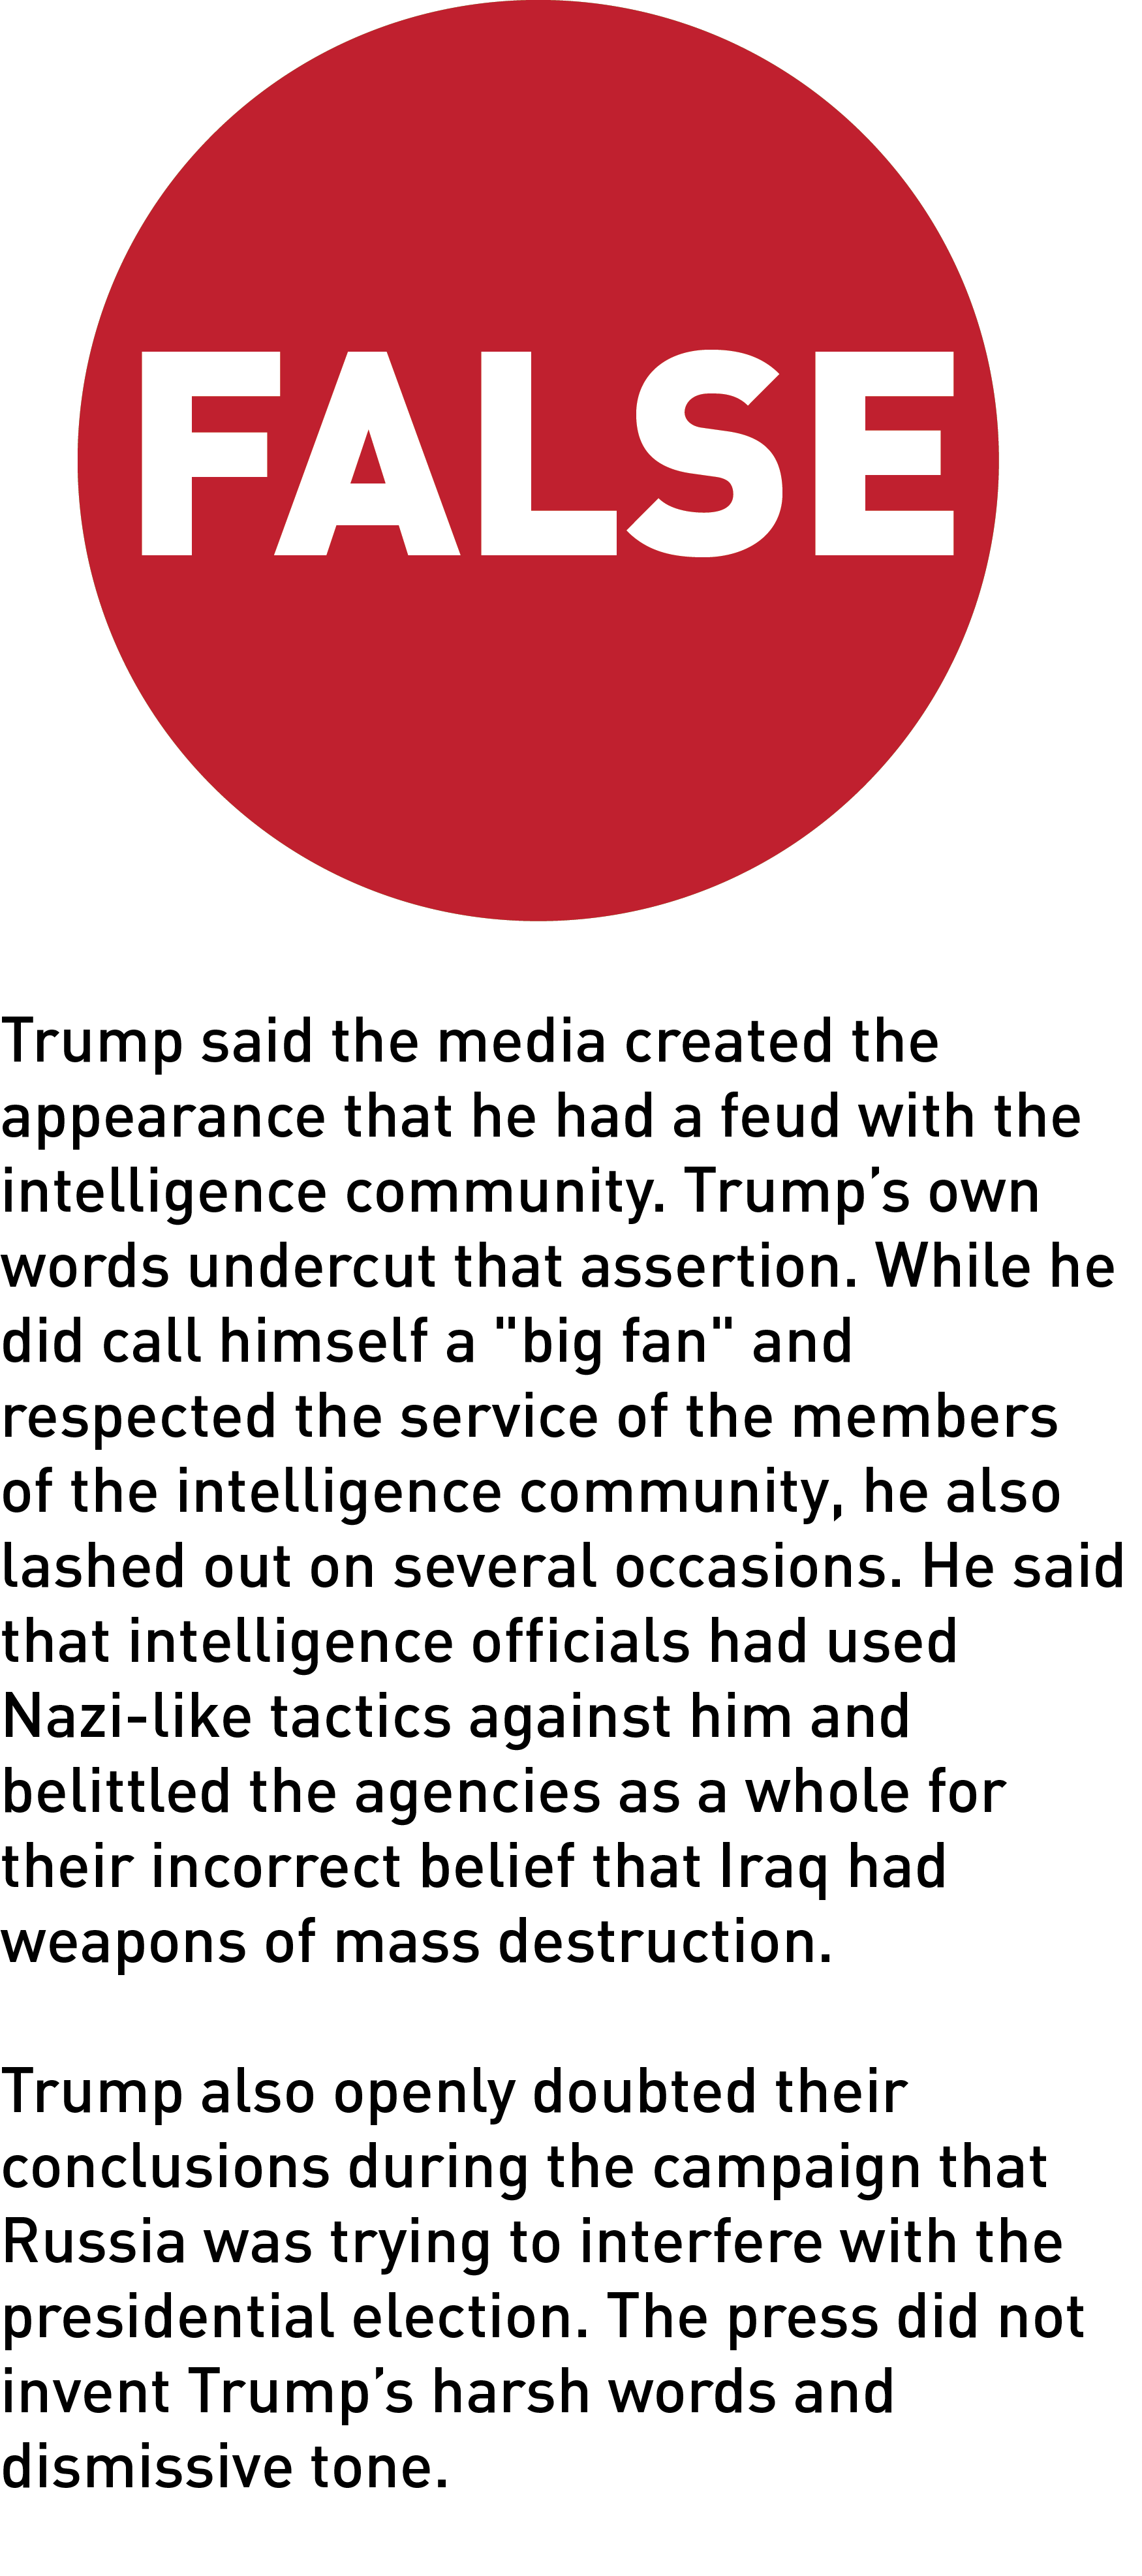 FALSE
Trump said the media created the
appearance that he had a feud with the
intelligence community. Trump’s own
words undercut that assertion. While he
did call himself a "big fan" and
respected the service of the members
of the intelligence community, he also
lashed out on several occasions. He said
that intelligence officials had used
Nazi-like tactics against him and
belittled the agencies as a whole for
their incorrect belief that Iraq had
weapons of mass destruction.
Trump also openly doubted their
conclusions during the campaign that
Russia was trying to interfere with the
presidential election. The press did not
invent Trump’s harsh words and
dismissive tone.